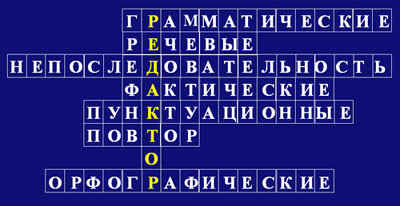 ГРАММАТИЧЕСКИЕ
РЕЧЕВЫЕ
НЕПОСЛЕДОВАТЕЛЬНОСТЬ
ФАКТИЧЕСКИЕ
ПУНКТУАЦИОННЫЕ
ПОВТОР
О
ОРФОГРАФИЧЕСКИЕ